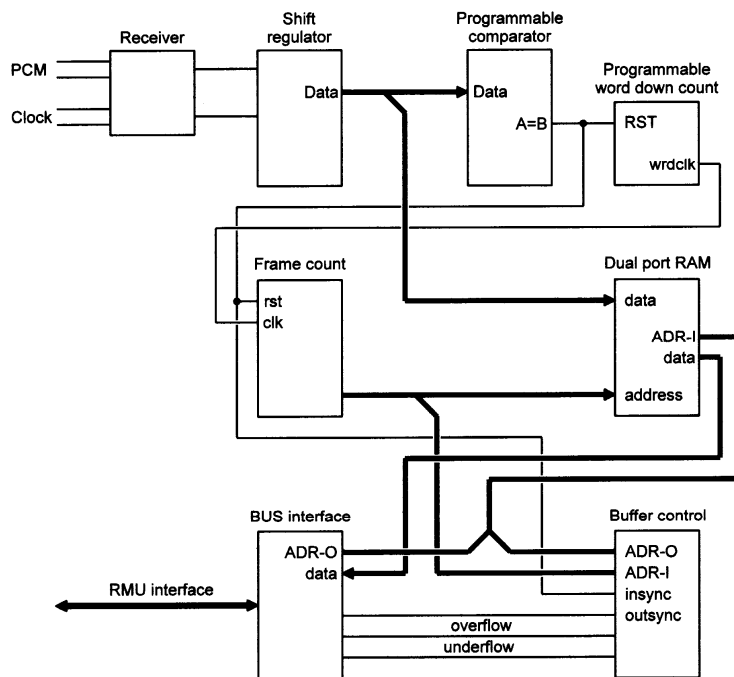 Receiver
Shift
regulator
Programmable
comparator
Programmable
word down count
PCM
Clock
Data
Data
A=B
RST
wrdclk
Frame count
rst
clk
Dual port RAM
data
ADR-I
data
address
BUS interface
ADR-O
data
Buffer control
ADR-O
ADR-I
insync
outsync
RMU interface
overflow
underflow